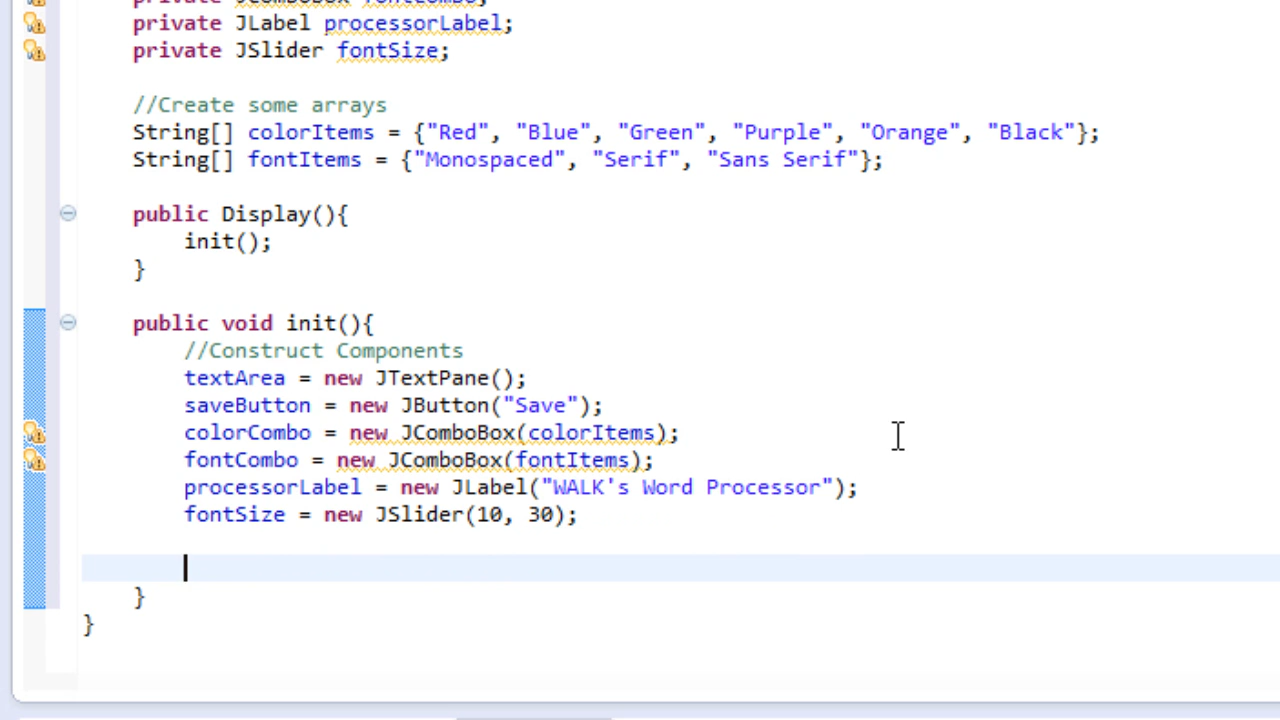 private JComboBox fontCombo;
private JLabel processorLabel;
private JSlider fontSize;
//Create some arrays
String[] colorItems = {"Red", "Blue", "Green", "Purple", "Orange", "Black"};
String[] fontItems = {"Monospaced", "Serif", "Sans Serif"};
public Display(){
init();
}
public void init(){
//Construct Components
textArea = new JTextPane();
saveButton = new JButton("Save");
colorCombo = new JComboBox(colorItems);
fontCombo = new JComboBox(fontItems);
processorLabel = new JLabel("WALK's Word Processor");
fontSize = new JSlider(10, 30);
}
}